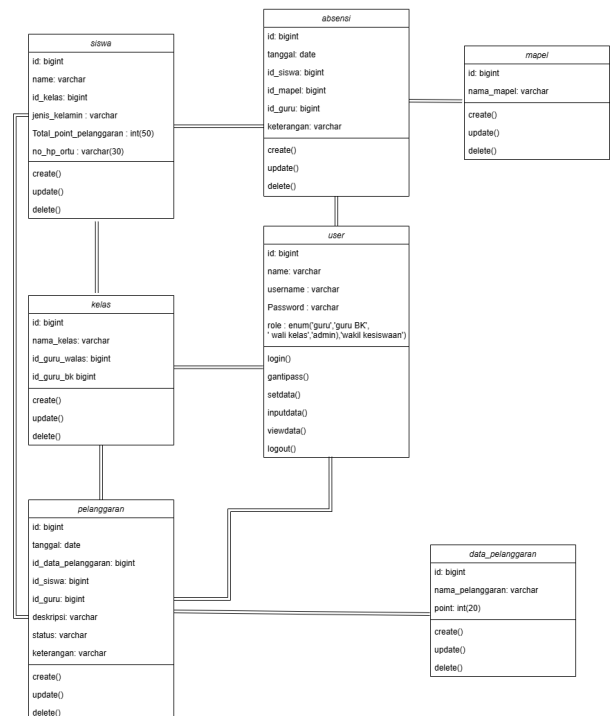 siswa
id: bigint
name: varchar
id_kelas: bigint
jenis_kelamin : varchar
Total_point_pelanggaran : int(50)
no_hp_ortu : varchar(30)
create()
update()
delete()
absensi
id: bigint
tanggal: date
id_siswa: bigint
id_mapel: bigint
id_guru: bigint
keterangan: varchar
create()
update()
delete()
mapel
id: bigint
nama_mapel: varchar
create()
update()
delete()
kelas
id: bigint
nama_kelas: varchar
id_guru_walas: bigint
id_guru_bk bigint
create()
update()
delete()
user
id: bigint
name: varchar
username : varchar
Password : varchar
role : enum('guru','guru BK',
' wali kelas','admin),'wakil kesiswaan')
login()
gantipass()
setdata()
inputdata()
viewdata()
logout()
pelanggaran
id: bigint
tanggal: date
id_data_pelanggaran: bigint
id_siswa: bigint
id_guru: bigint
deskripsi: varchar
status: varchar
keterangan: varchar
create()
update()
delete()
data_pelanggaran
id: bigint
nama_pelanggaran: varchar
point: int(20)
create()
update()
delete()